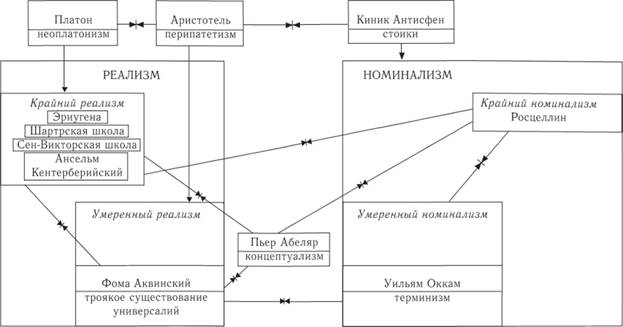 Платон
неоплатонизм
Аристотель
перипатетизм
Киник Антисфен
стоики
РЕАЛИЗМ
НОМИНАЛИЗМ
Крайний реализм
Эриугена
Шартрская школа
Сен-Викторская школа
Ансельм
Кентерберийский
Крайний номинализм
Росцеллин
Умеренный реализм
Умеренный номинализм
Пьер Абеляр
концептуализм
Фома Аквинский
троякое существование
универсалий
Уильям Оккам
терминизм